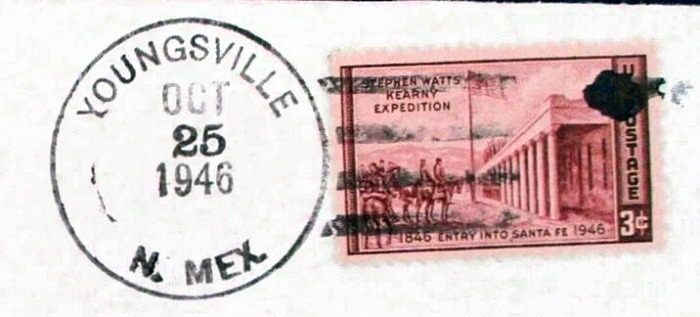 YOUNGSVILLE
OCT
25
1946
N. MEX.
STEPHEN WATTS
KEARNY
EXPEDITION
U.S. POSTAGE
3¢
1846 ENTRY INTO SANTA FE 1946